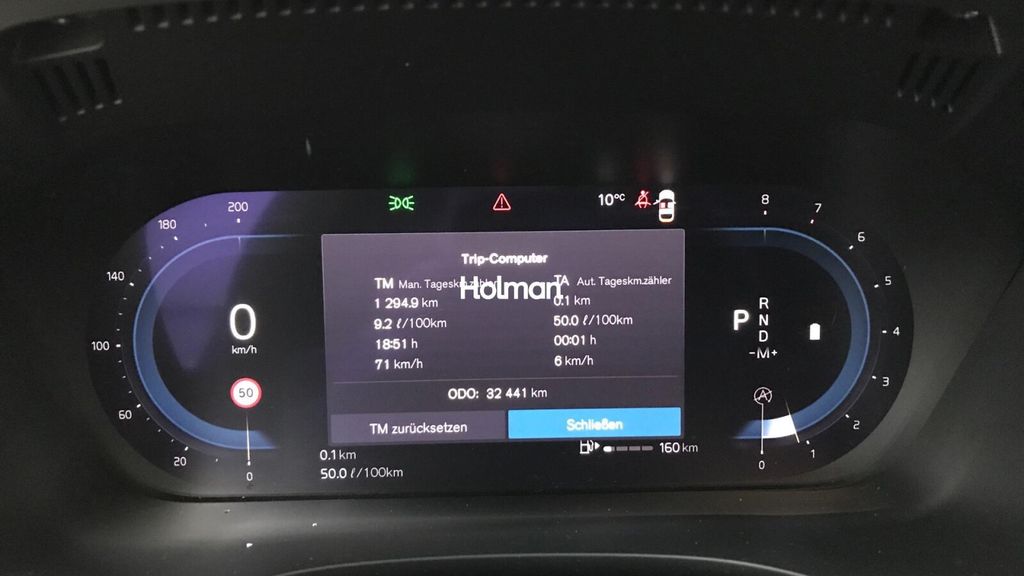 10°C
200
180
140
100
60
20
0
0
km/h
50
Trip-Computer
TM Man. Tageskm.zähler
TA Aut. Tageskm.zähler
Holman
1 294.9 km
0.1 km
9.2 ℓ/100km
50.0 ℓ/100km
18:51 h
00:01 h
71 km/h
6 km/h
ODO: 32 441 km
TM zurücksetzen
Schließen
0.1 km
50.0 ℓ/100km
160 km
8
7
6
5
4
3
2
1
0
P
R
N
D
-M+
A